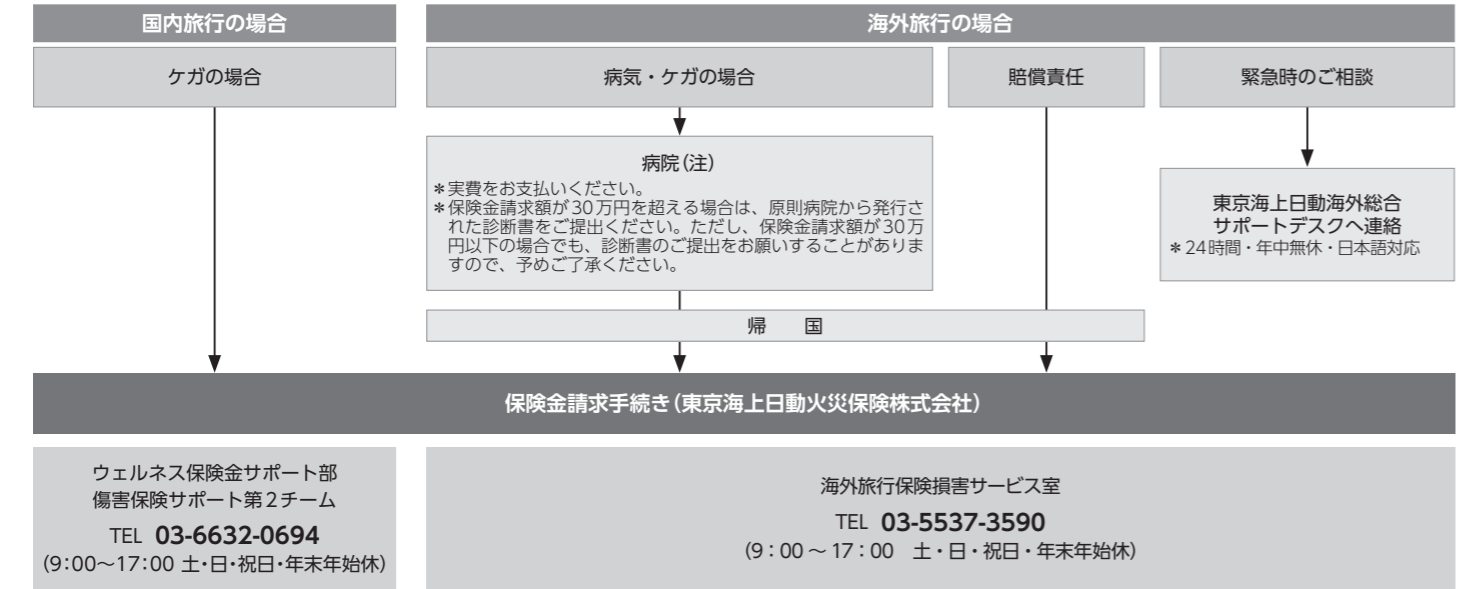 国内旅行の場合
海外旅行の場合
ケガの場合
病気・ケガの場合
賠償責任
緊急時のご相談
病院(注)
＊実費をお支払いください。
＊保険金請求額が30万円を超える場合は、原則病院から発行さ
れた診断書をご提出ください。ただし、保険金請求額が30万
円以下の場合でも、診断書のご提出をお願いすることがありま
すので、予めご了承ください。
東京海上日動海外総合
サポートデスクへ連絡
＊24時間・年中無休・日本語対応
帰　国
保険金請求手続き(東京海上日動火災保険株式会社)
ウェルネス保険金サポート部
傷害保険サポート第2チーム
TEL 03-6632-0694
(9:00〜17:00 土・日・祝日・年末年始休)
海外旅行保険損害サービス室
TEL 03-5537-3590
(9：00〜17：00　土・日・祝日・年末年始休)